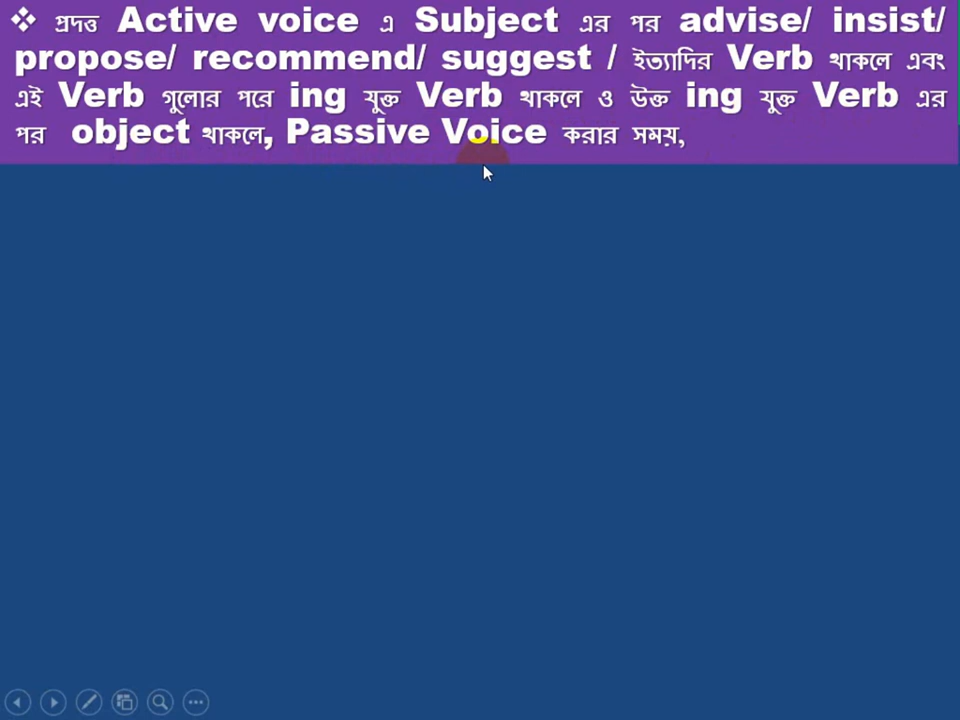 ❖ প্রদত্ত Active voice এ Subject এর পর advise/ insist/
propose/ recommend/ suggest / ইত্যাদির Verb থাকলে এবং
এই Verb গুলোর পরে ing যুক্ত Verb থাকলে ও উক্ত ing যুক্ত Verb এর
পর object থাকলে, Passive Voice করার সময়,